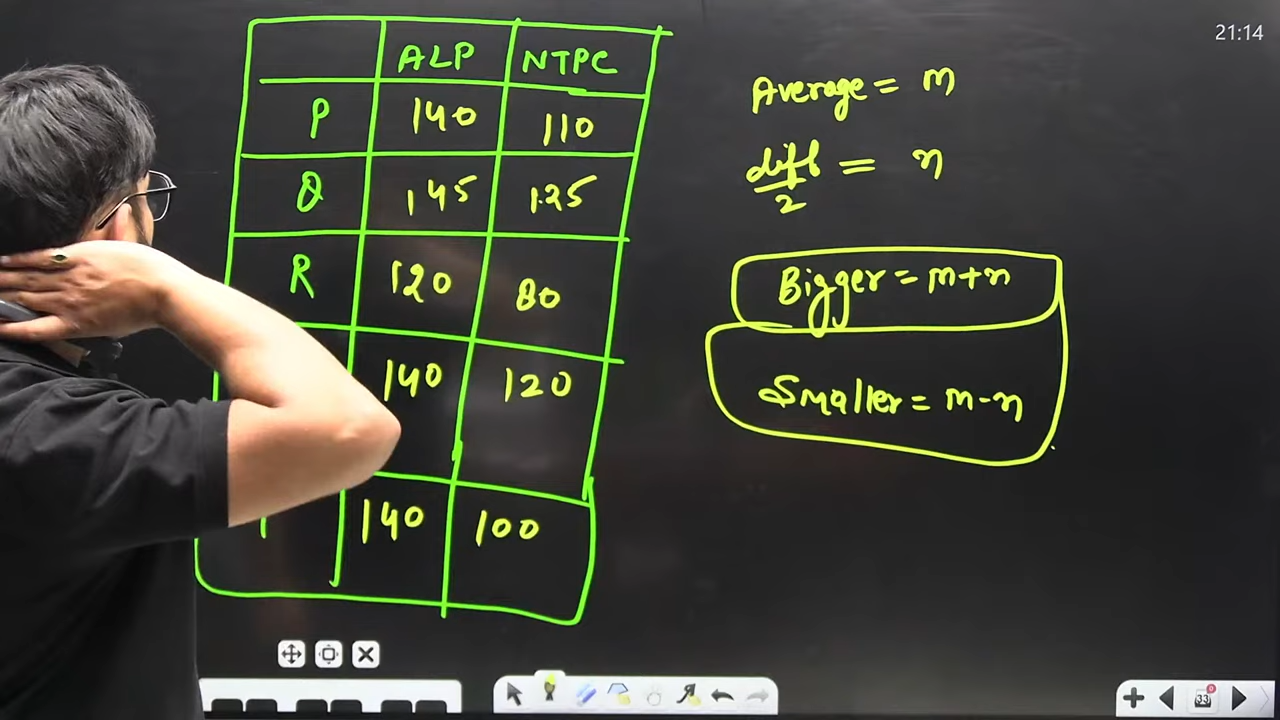 21:14
ALP NTPC
P 140 110
Q 145 125
R 120 80
140 120
140 100
Average = m
diff/2 = n
Bigger = m+n
Smaller = m-n
33